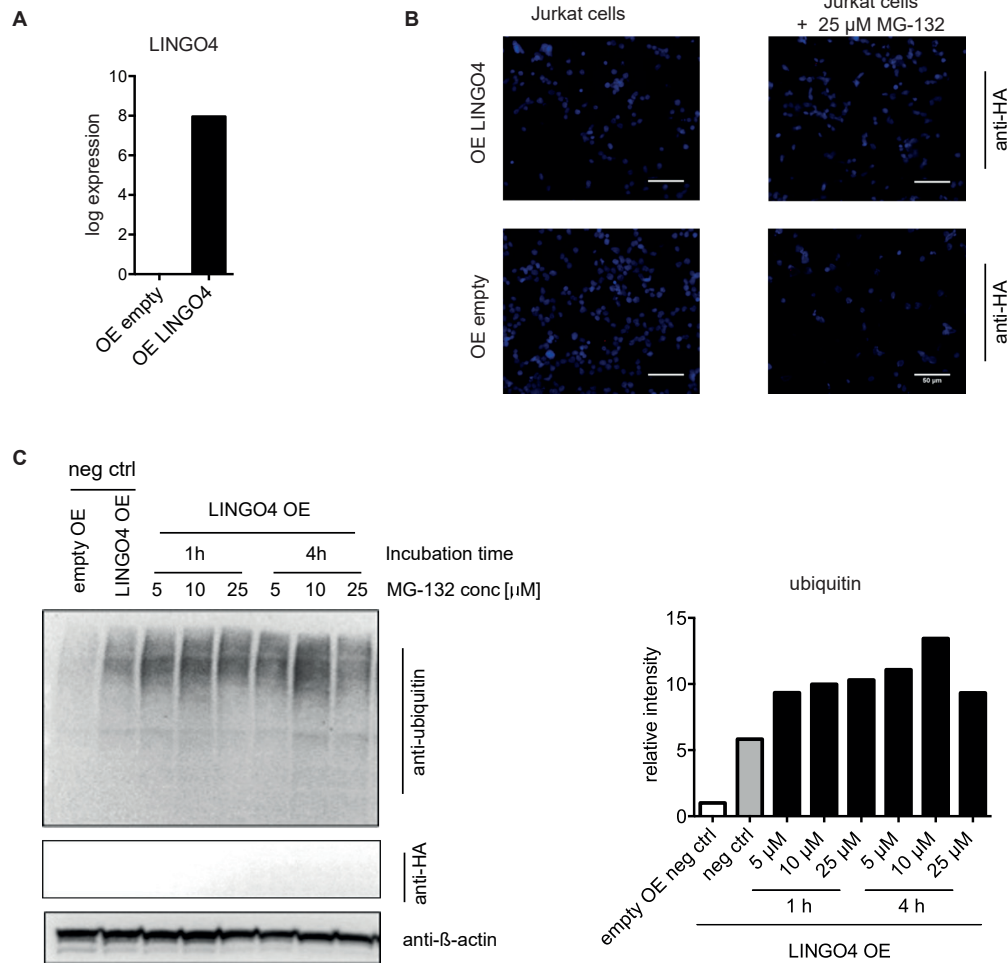 A
LINGO4
10
8
6
4
2
0
log expression
OE empty
OE LINGO4
B
Jurkat cells
Jurkat cells
+ 25 µM MG-132
OE LINGO4
anti-HA
OE empty
anti-HA
50 µm
C
neg ctrl
empty OE
LINGO4 OE
LINGO4 OE
1h
4h
Incubation time
5
10
25
5
10
25
MG-132 conc [µM]
anti-ubiquitin
anti-HA
anti-ß-actin
ubiquitin
15
10
5
0
relative intensity
empty OE neg ctrl
neg ctrl
5 µM
10 µM
25 µM
5 µM
10 µM
25 µM
1 h
4 h
LINGO4 OE